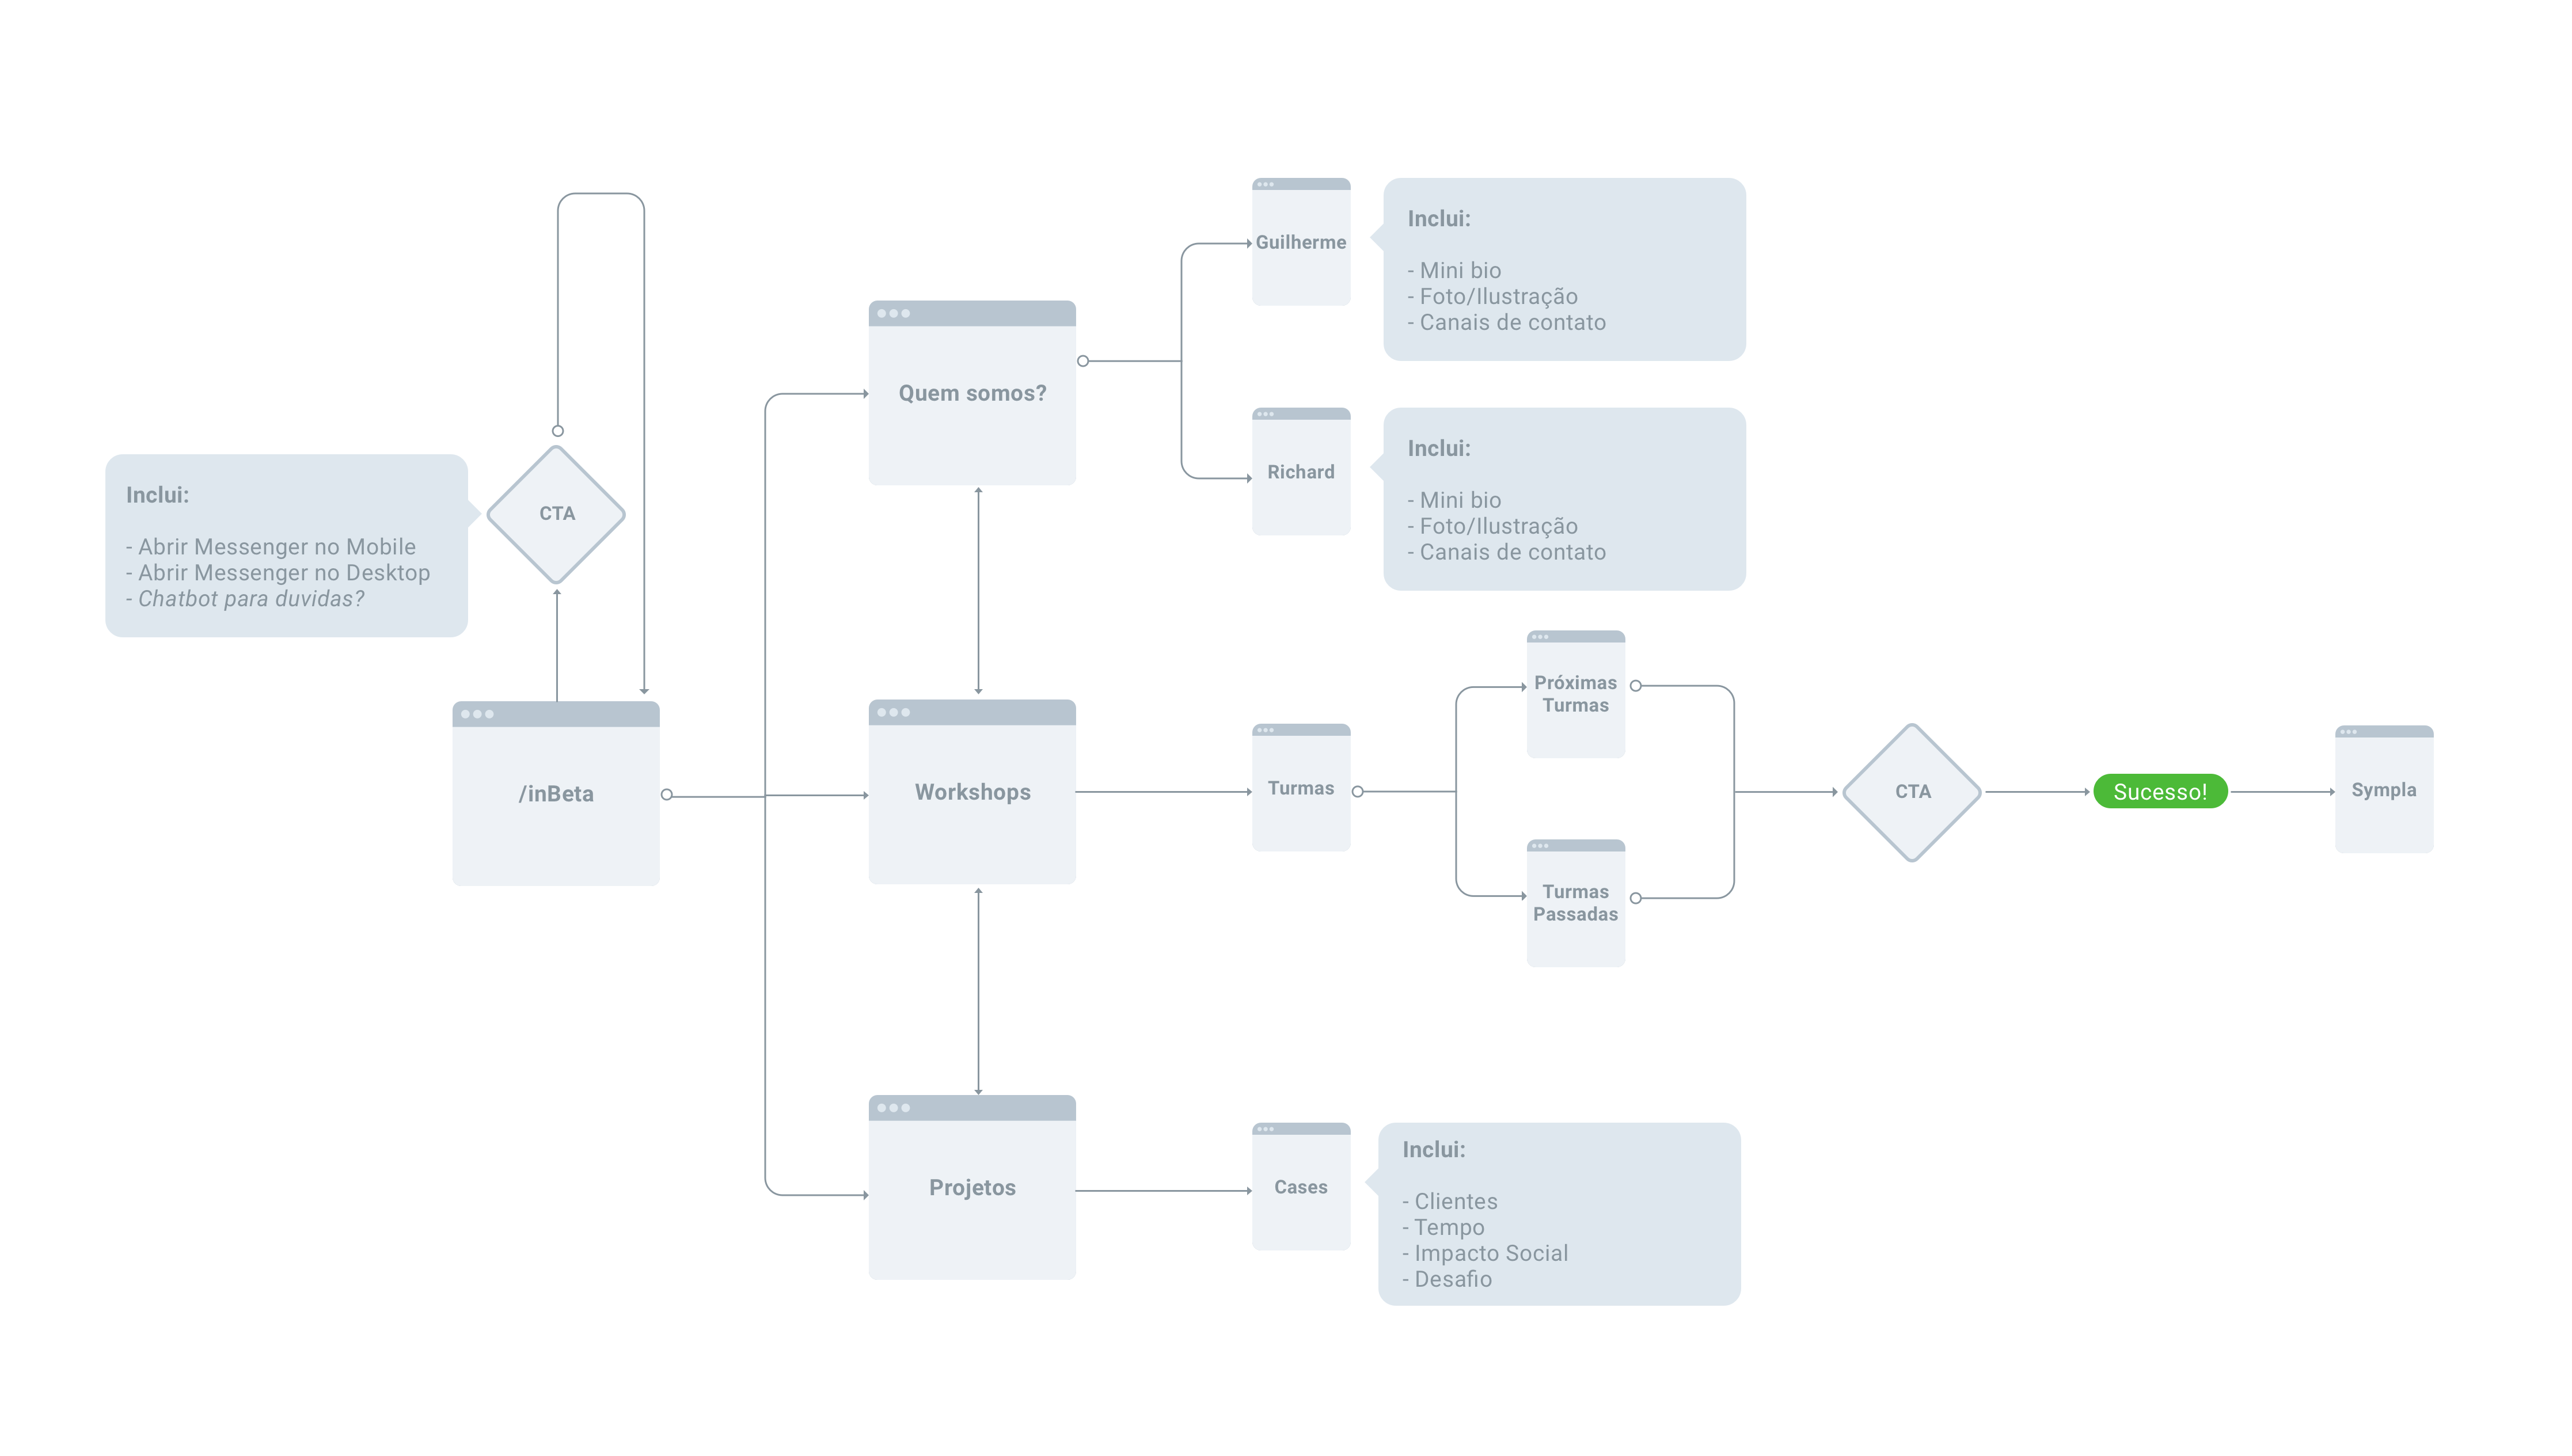 Inclui:
- Abrir Messenger no Mobile
- Abrir Messenger no Desktop
- Chatbot para duvidas?
CTA
/inBeta
Quem somos?
Guilherme
Inclui:
- Mini bio
- Foto/Ilustração
- Canais de contato
Richard
Inclui:
- Mini bio
- Foto/Ilustração
- Canais de contato
Workshops
Turmas
Próximas
Turmas
Turmas
Passadas
CTA
Sucesso!
Sympla
Projetos
Cases
Inclui:
- Clientes
- Tempo
- Impacto Social
- Desafio